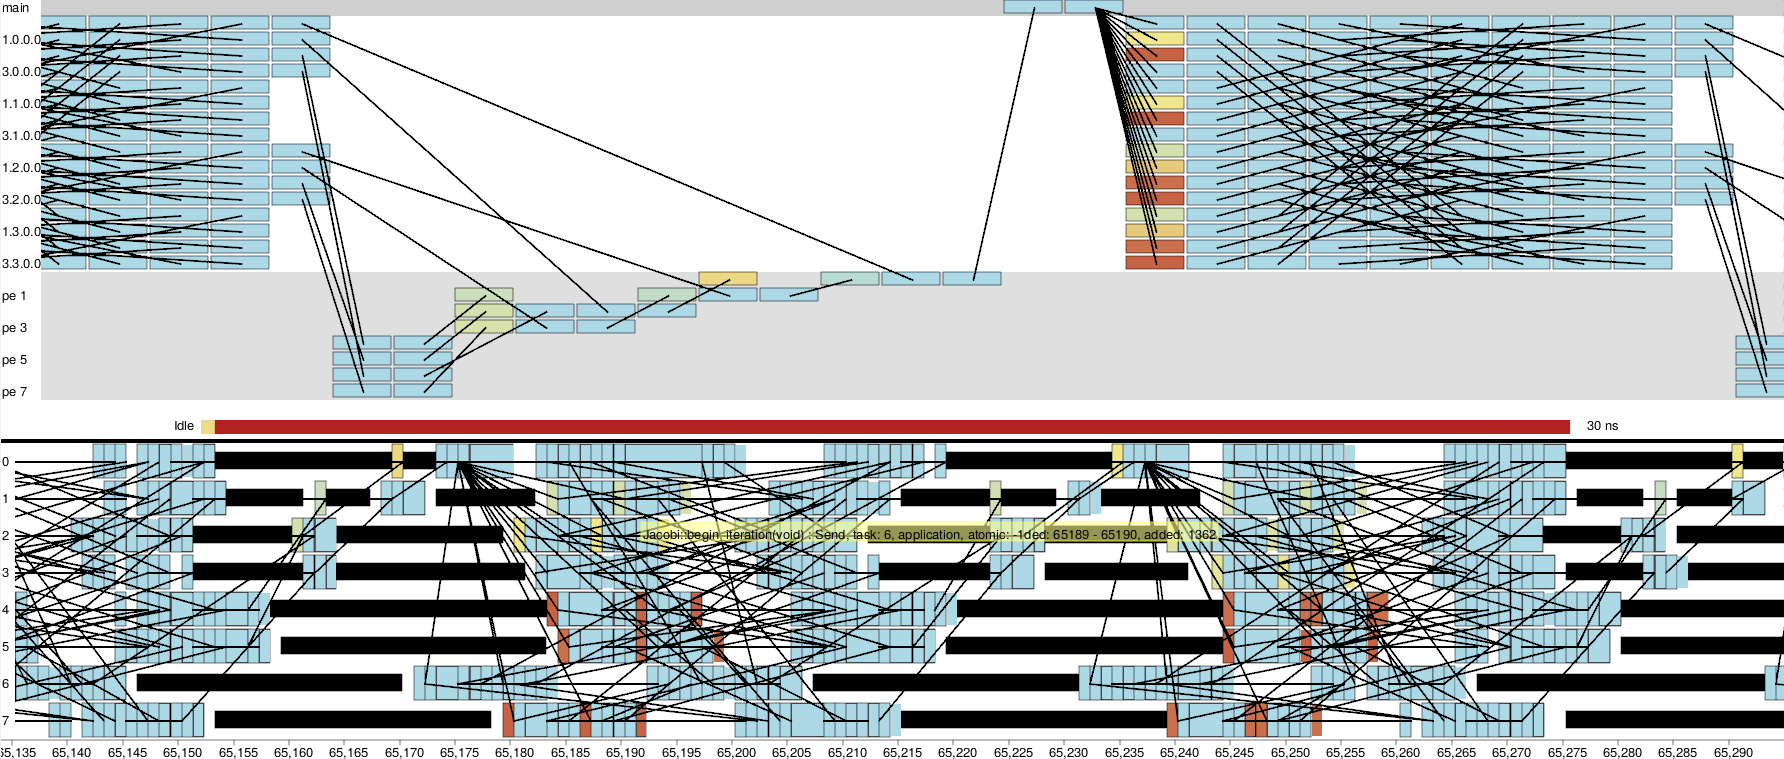 main
1.0.0.0
3.0.0.0
1.1.0.0
3.1.0.0
1.2.0.0
3.2.0.0
1.3.0.0
3.3.0.0
pe 1
pe 3
pe 5
pe 7
Idle 30 ns
0
1
2 Jacobi::begin_iteration(void) : Send, task: 6, application, atomic: -1ded: 65189 - 65190, added: 1362
3
4
5
6
7
65,140 65,145 65,150 65,155 65,160 65,165 65,170 65,175 65,180 65,185 65,190 65,195 65,200 65,205 65,210 65,215 65,220 65,225 65,230 65,235 65,240 65,245 65,250 65,255 65,260 65,265 65,270 65,275 65,280 65,285 65,290